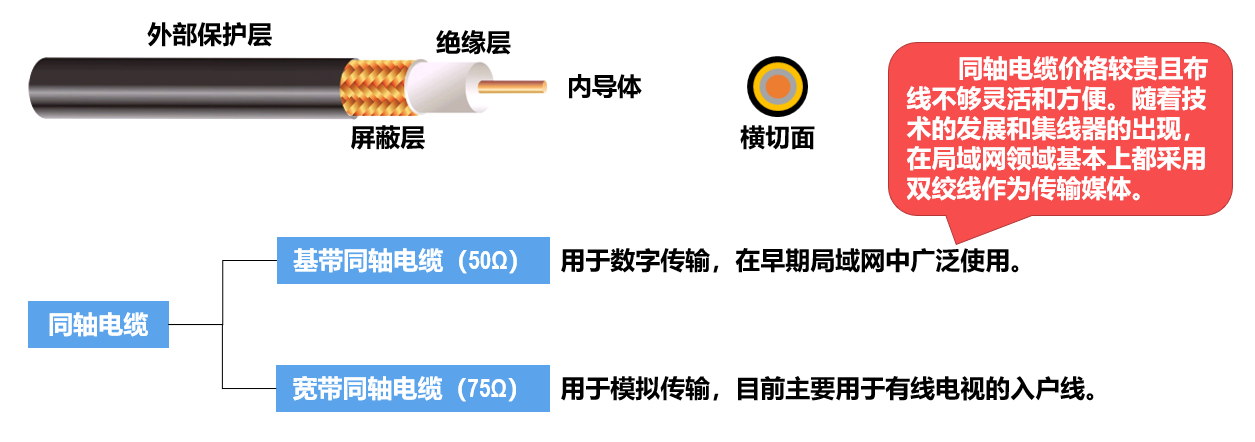 外部保护层
绝缘层
内导体
屏蔽层
横切面
同轴电缆价格较贵且布
线不够灵活和方便。随着技
术的发展和集线器的出现，
在局域网领域基本上都采用
双绞线作为传输媒体。
基带同轴电缆（50Ω）
用于数字传输，在早期局域网中广泛使用。
同轴电缆
宽带同轴电缆（75Ω）
用于模拟传输，目前主要用于有线电视的入户线。